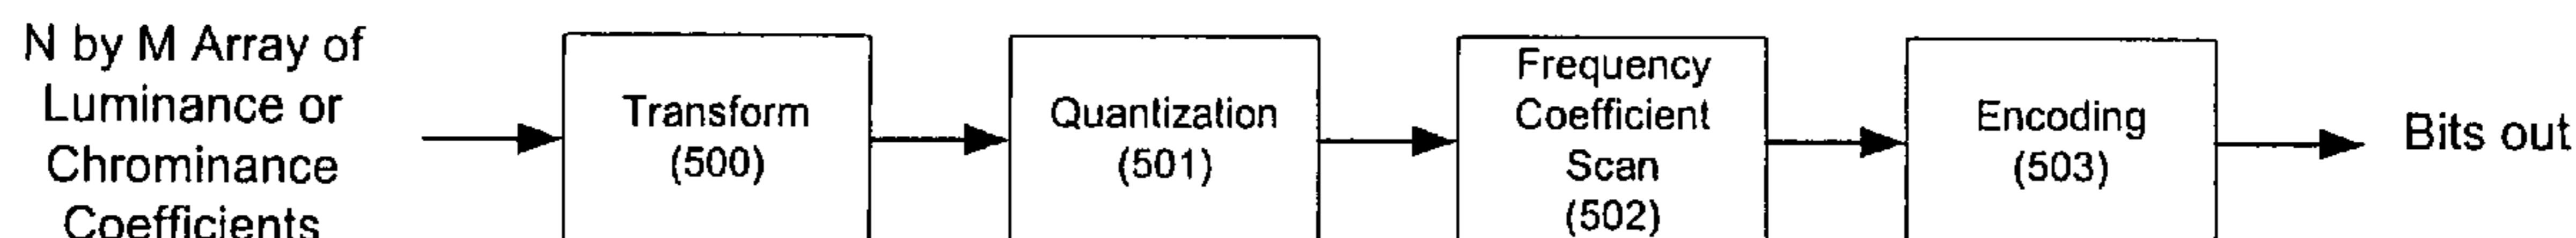 N by M Array of
Luminance or
Chrominance
Coefficients
Transform
(500)
Quantization
(501)
Frequency
Coefficient
Scan
(502)
Encoding
(503)
Bits out